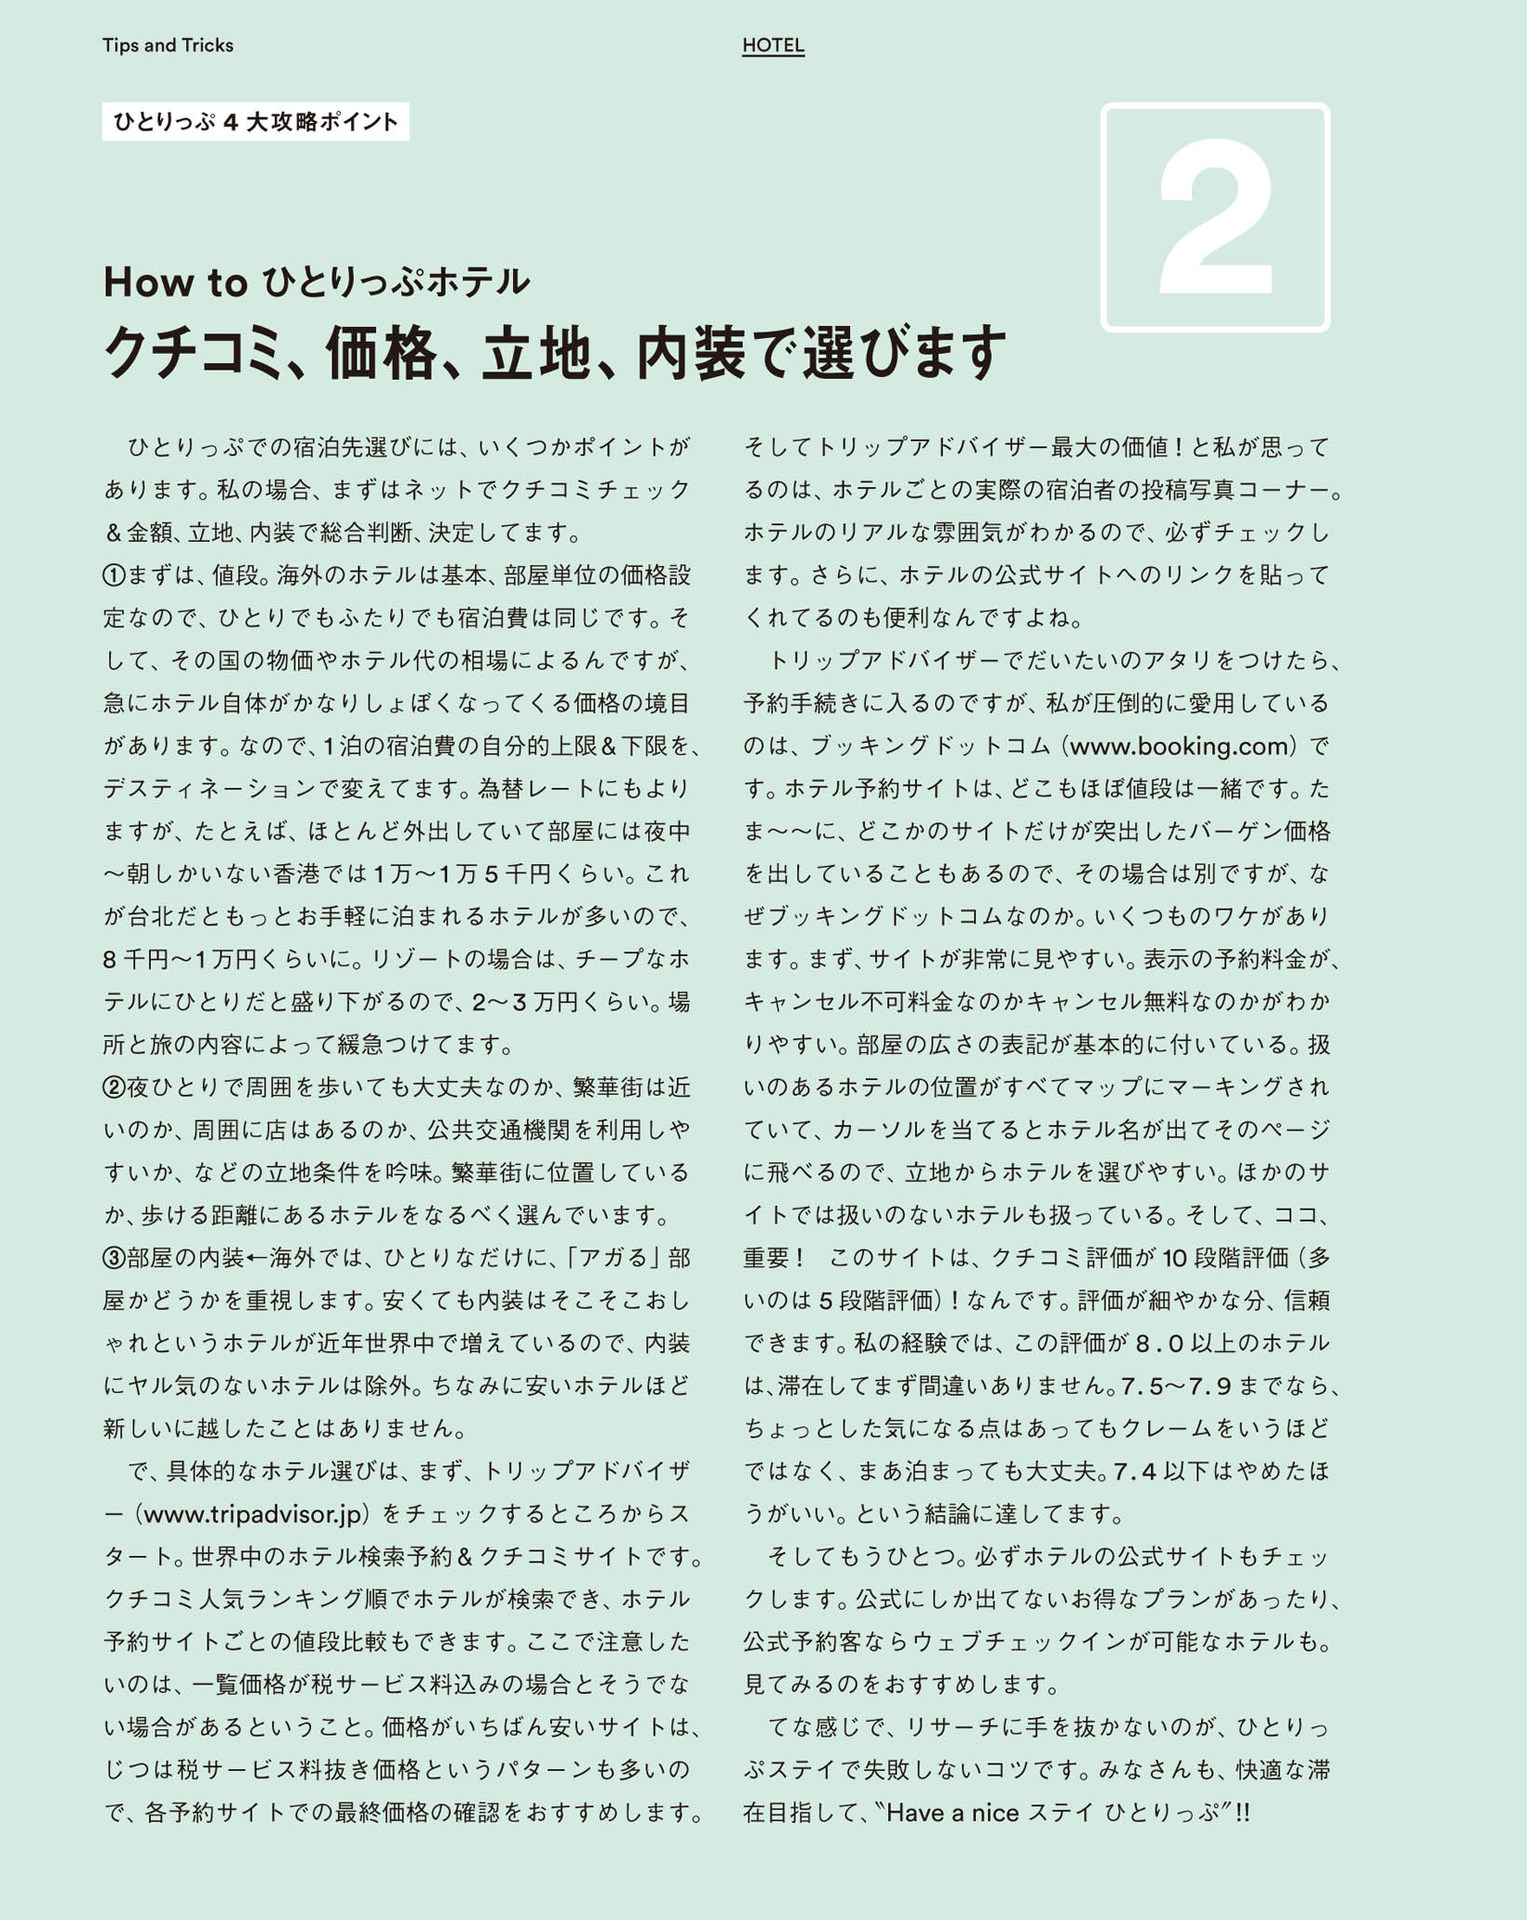 Tips and Tricks
HOTEL
ひとりっぷ 4 大攻略ポイント
2
How to ひとりっぷホテル
クチコミ、価格、立地、内装で選びます
ひとりっぷでの宿泊先選びには、いくつかポイントが
あります。私の場合、まずはネットでクチコミチェック
&金額、立地、内装で総合判断、決定してます。
①まずは、値段。海外のホテルは基本、部屋単位の価格設
定なので、ひとりでもふたりでも宿泊費は同じです。そ
して、その国の物価やホテル代の相場によるんですが、
急にホテル自体がかなりしょぼくなってくる価格の境目
があります。なので、1泊の宿泊費の自分的上限&下限を、
デスティネーションで変えてます。為替レートにもより
ますが、たとえば、ほとんど外出していて部屋には夜中
〜朝しかいない香港では1万〜1万5千円くらい。これ
が台北だともっとお手軽に泊まれるホテルが多いので、
8千円〜1万円くらいに。リゾートの場合は、チープなホ
テルにひとりだと盛り下がるので、2〜3万円くらい。場
所と旅の内容によって緩急つけてます。
②夜ひとりで周囲を歩いても大丈夫なのか、繁華街は近
いのか、周囲に店はあるのか、公共交通機関を利用しや
すいか、などの立地条件を吟味。繁華街に位置している
か、歩ける距離にあるホテルをなるべく選んでいます。
③部屋の内装←海外では、ひとりなだけに、「アガる」部
屋かどうかを重視します。安くても内装はそこそこおし
ゃれというホテルが近年世界中で増えているので、内装
にヤル気のないホテルは除外。ちなみに安いホテルほど
新しいに越したことはありません。
で、具体的なホテル選びは、まず、トリップアドバイザ
ー（www.tripadvisor.jp）をチェックするところからス
タート。世界中のホテル検索予約&クチコミサイトです。
クチコミ人気ランキング順でホテルが検索でき、ホテル
予約サイトごとの値段比較もできます。ここで注意した
いのは、一覧価格が税サービス料込みの場合とそうでな
い場合があるということ。価格がいちばん安いサイトは、
じつは税サービス料抜き価格というパターンも多いの
で、各予約サイトでの最終価格の確認をおすすめします。
そしてトリップアドバイザー最大の価値！と私が思って
るのは、ホテルごとの実際の宿泊者の投稿写真コーナー。
ホテルのリアルな雰囲気がわかるので、必ずチェックし
ます。さらに、ホテルの公式サイトへのリンクを貼って
くれてるのも便利なんですよね。
トリップアドバイザーでだいたいのアタリをつけたら、
予約手続きに入るのですが、私が圧倒的に愛用している
のは、ブッキングドットコム（www.booking.com）で
す。ホテル予約サイトは、どこもほぼ値段は一緒です。た
ま〜〜に、どこかのサイトだけが突出したバーゲン価格
を出していることもあるので、その場合は別ですが、な
ぜブッキングドットコムなのか。いくつものワケがあり
ます。まず、サイトが非常に見やすい。表示の予約料金が、
キャンセル不可料金なのかキャンセル無料なのかがわか
りやすい。部屋の広さの表記が基本的に付いている。扱
いのあるホテルの位置がすべてマップにマーキングされ
ていて、カーソルを当てるとホテル名が出てそのページ
に飛べるので、立地からホテルを選びやすい。ほかのサ
イトでは扱いのないホテルも扱っている。そして、ココ、
重要！　このサイトは、クチコミ評価が10段階評価（多
いのは5段階評価）！なんです。評価が細やかな分、信頼
できます。私の経験では、この評価が8.0以上のホテル
は、滞在してまず間違いありません。7.5〜7.9までなら、
ちょっとした気になる点はあってもクレームをいうほど
ではなく、まあ泊まっても大丈夫。7.4以下はやめたほ
うがいい。という結論に達してます。
そしてもうひとつ。必ずホテルの公式サイトもチェッ
クします。公式にしか出てないお得なプランがあったり、
公式予約客ならウェブチェックインが可能なホテルも。
見てみるのをおすすめします。
てな感じで、リサーチに手を抜かないのが、ひとりっ
ぷステイで失敗しないコツです。みなさんも、快適な滞
在目指して、〝Have a nice ステイ ひとりっぷ〞!!